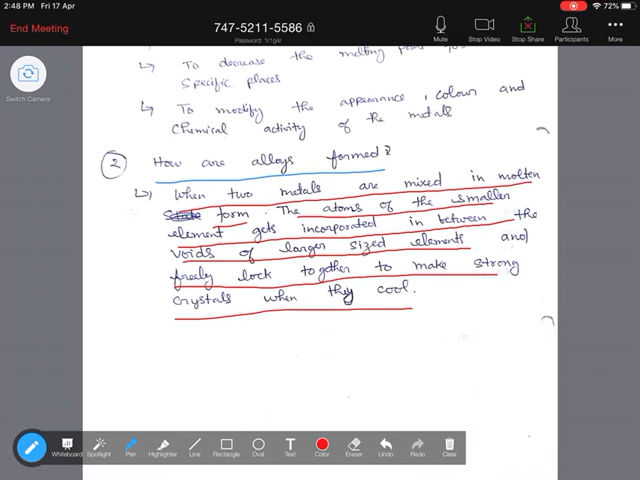 2:48 PM Fri 17 Apr
72%
End Meeting
747-5211-5586
Password: 1r1g4r
Mute
Stop Video
Stop Share
Participants
More
Switch Camera
↳ To decrease the melting point
Specific places
↳ To modify the appearance, colour and
Chemical activity of the metals
② How are alloys formed?
↳ When two metals are mixed in molten
State form. The atoms of the smaller
element gets incorporated in between the
voids of larger sized elements and
freely lock together to make strong
Crystals when they cool.
Whiteboard
Spotlight
Pen
Highlighter
Line
Rectangle
Oval
Text
Color
Eraser
Undo
Redo
Clear